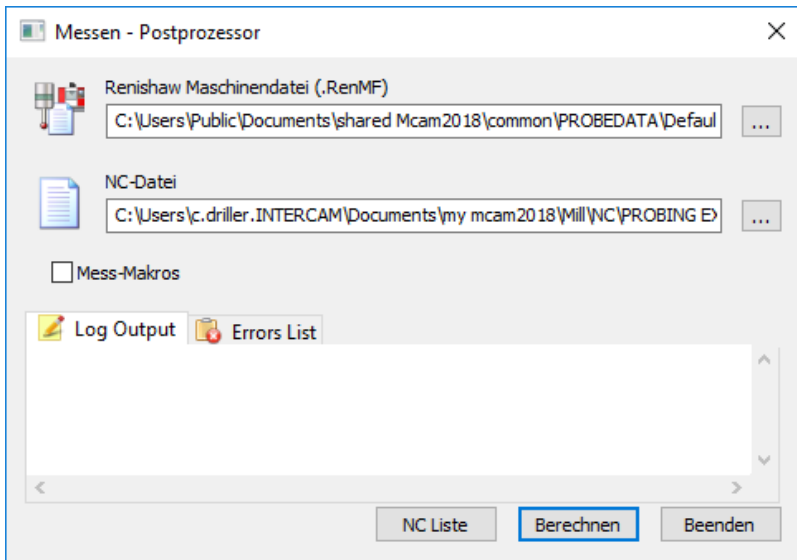 Messen - Postprozessor
Renishaw Maschinendatei (.RenMF)
C:\Users\Public\Documents\shared Mcam2018\common\PROBEDATA\Defaul
...
NC-Datei
C:\Users\c.driller.INTERCAM\Documents\my mcam2018\Mill\NC\PROBING EX
...
Mess-Makros
Log Output Errors List
NC Liste Berechnen Beenden